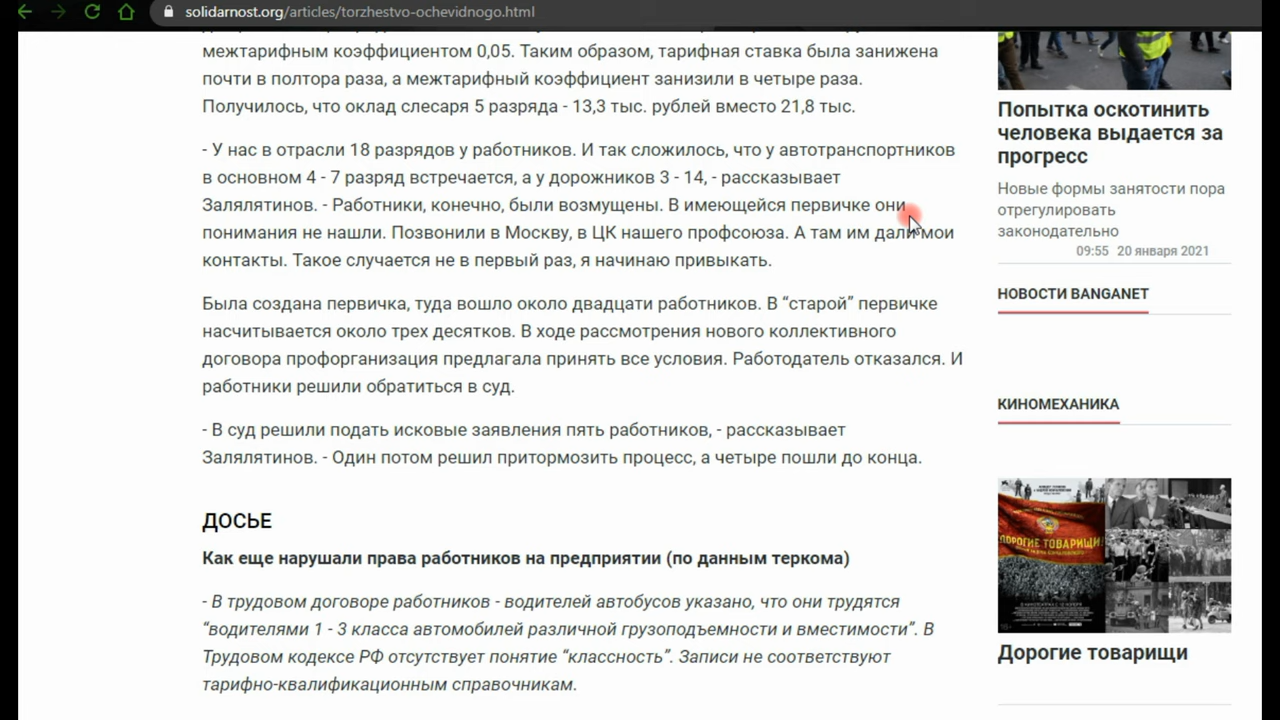 solidarnost.org/articles/torzhestvo-ochevidnogo.html
межтарифным коэффициентом 0,05. Таким образом, тарифная ставка была занижена
почти в полтора раза, а межтарифный коэффициент занизили в четыре раза.
Получилось, что оклад слесаря 5 разряда - 13,3 тыс. рублей вместо 21,8 тыс.
- У нас в отрасли 18 разрядов у работников. И так сложилось, что у автотранспортников
в основном 4 - 7 разряд встречается, а у дорожников 3 - 14, - рассказывает
Залялятинов. - Работники, конечно, были возмущены. В имеющейся первичке они
понимания не нашли. Позвонили в Москву, в ЦК нашего профсоюза. А там им дали мои
контакты. Такое случается не в первый раз, я начинаю привыкать.
Была создана первичка, туда вошло около двадцати работников. В “старой” первичке
насчитывается около трех десятков. В ходе рассмотрения нового коллективного
договора профорганизация предлагала принять все условия. Работодатель отказался. И
работники решили обратиться в суд.
- В суд решили подать исковые заявления пять работников, - рассказывает
Залялятинов. - Один потом решил притормозить процесс, а четыре пошли до конца.
ДОСЬЕ
Как еще нарушали права работников на предприятии (по данным теркома)
- В трудовом договоре работников - водителей автобусов указано, что они трудятся
“водителями 1 - 3 класса автомобилей различной грузоподъемности и вместимости”. В
Трудовом кодексе РФ отсутствует понятие “классность”. Записи не соответствуют
тарифно-квалификационным справочникам.
Попытка оскотинить
человека выдается за
прогресс
Новые формы занятости пора
отрегулировать
законодательно
09:55 20 января 2021
НОВОСТИ BANGANET
КИНОМЕХАНИКА
ДОРОГИЕ ТОВАРИЩИ!
Дорогие товарищи